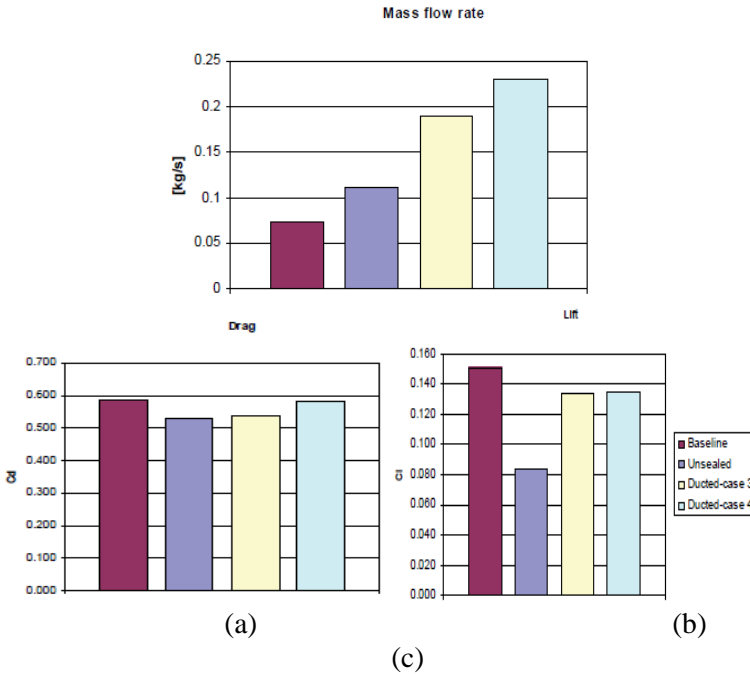 Mass flow rate
0.25
0.2
0.15
0.1
0.05
0
[kg/s]
Drag
0.700
0.600
0.500
0.400
0.300
0.200
0.100
0.000
Cd
Lift
0.160
0.140
0.120
0.100
0.080
0.060
0.040
0.020
0.000
Cl
Baseline
Unsealed
Ducted-case 3
Ducted-case 4
(a)
(b)
(c)